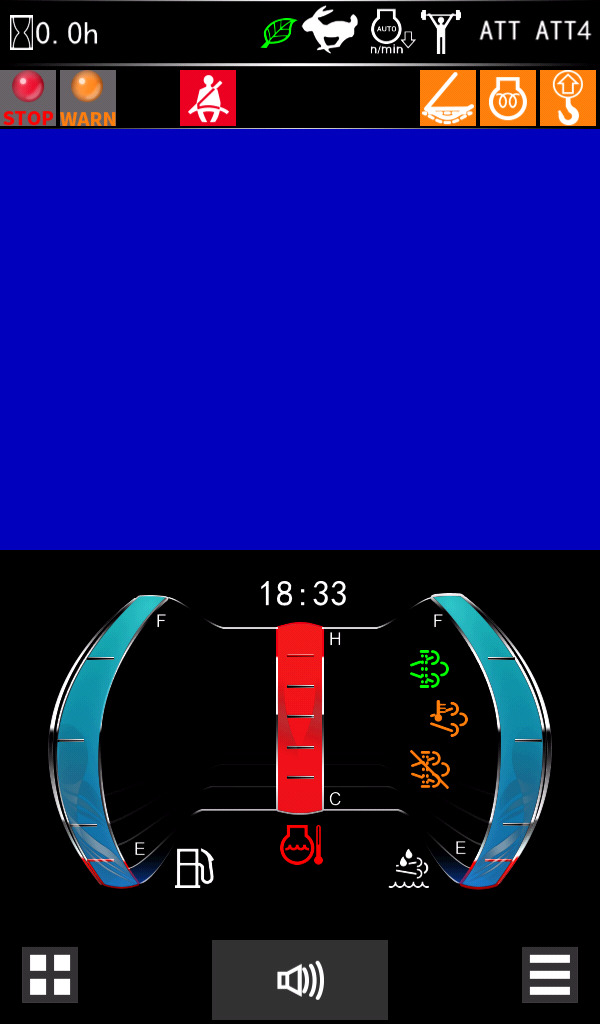 0.0h
AUTO
n/min
ATT ATT4
STOP
WARN
18:33
F
H
F
C
E
E